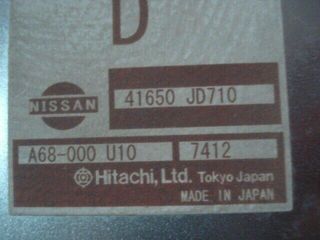 D
NISSAN
41650 JD710
A68-000 U10 7412
Hitachi, Ltd. Tokyo Japan
MADE IN JAPAN